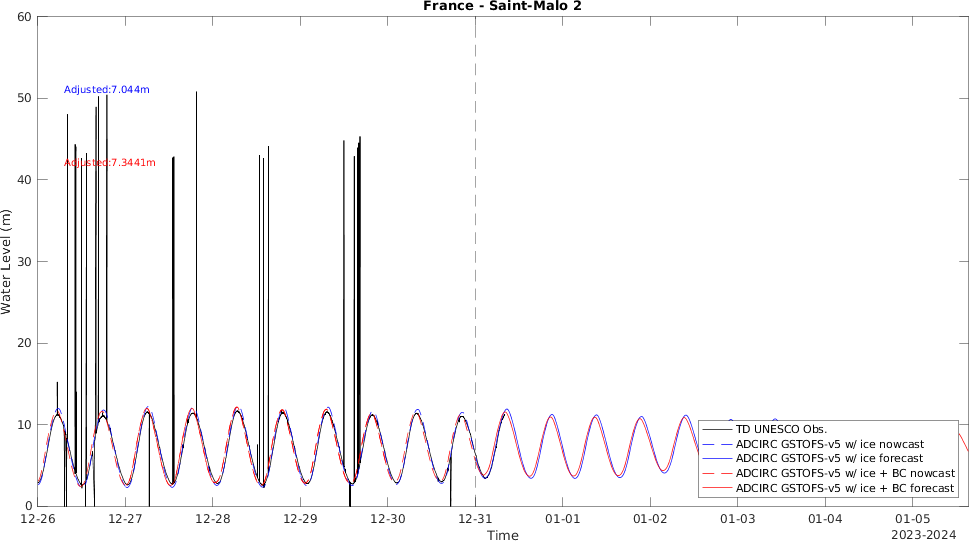 France - Saint-Malo 2
60
50
40
30
20
10
0
Water Level (m)
Adjusted:7.044m
Adjusted:7.3441m
TD UNESCO Obs.
ADCIRC GSTOFS-v5 w/ ice nowcast
ADCIRC GSTOFS-v5 w/ ice forecast
ADCIRC GSTOFS-v5 w/ ice + BC nowcast
ADCIRC GSTOFS-v5 w/ ice + BC forecast
12-26 12-27 12-28 12-29 12-30 12-31 01-01 01-02 01-03 01-04 01-05
Time
2023-2024